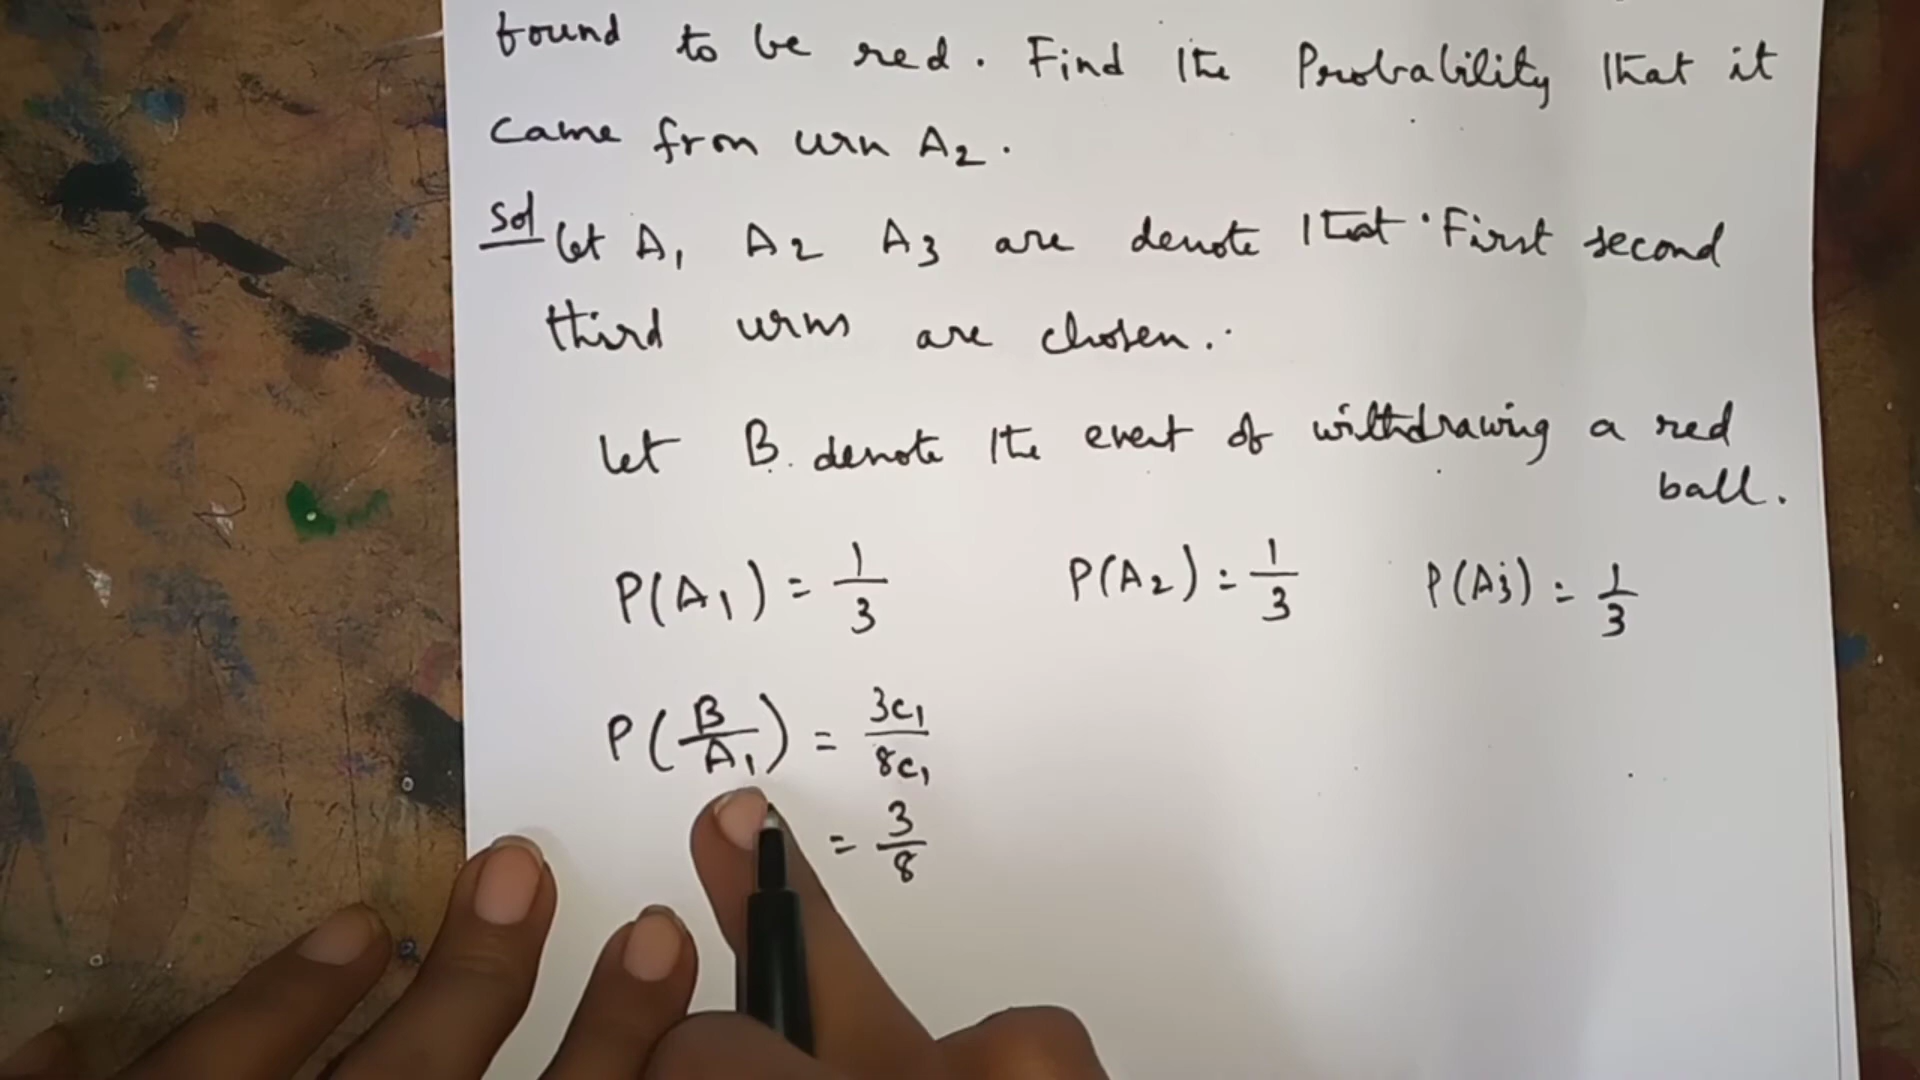 found to be red. Find the Probability that it
came from urn A2.
Sol let A1 A2 A3 are denote that First second
third urns are chosen.
let B denote the event of withdrawing a red
ball.
P(A1) = 1/3 P(A2) = 1/3 P(A3) = 1/3
P(B/A1) = 3c1/8c1
= 3/8